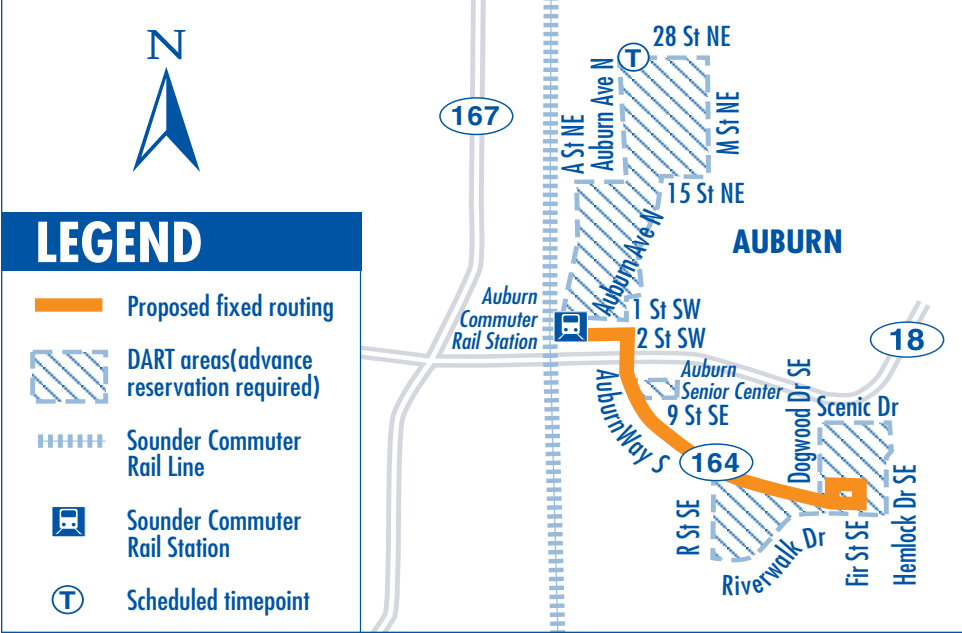 N
LEGEND
Proposed fixed routing
DART areas(advance
reservation required)
Sounder Commuter
Rail Line
Sounder Commuter
Rail Station
T
Scheduled timepoint
167
T
28 St NE
A St NE
Auburn Ave N
M St NE
15 St NE
AUBURN
Auburn Ave N
Auburn
Commuter
Rail Station
1 St SW
2 St SW
18
Auburn
Senior Center
9 St SE
AuburnWay S
164
Dogwood Dr SE
Scenic Dr
R St SE
Riverwalk Dr
Fir St SE
Hemlock Dr SE